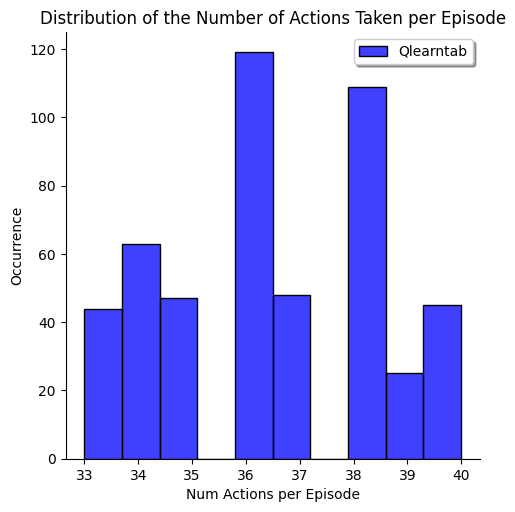 Distribution of the Number of Actions Taken per Episode
Qlearntab
120
100
80
60
40
20
0
Occurrence
33 34 35 36 37 38 39 40
Num Actions per Episode